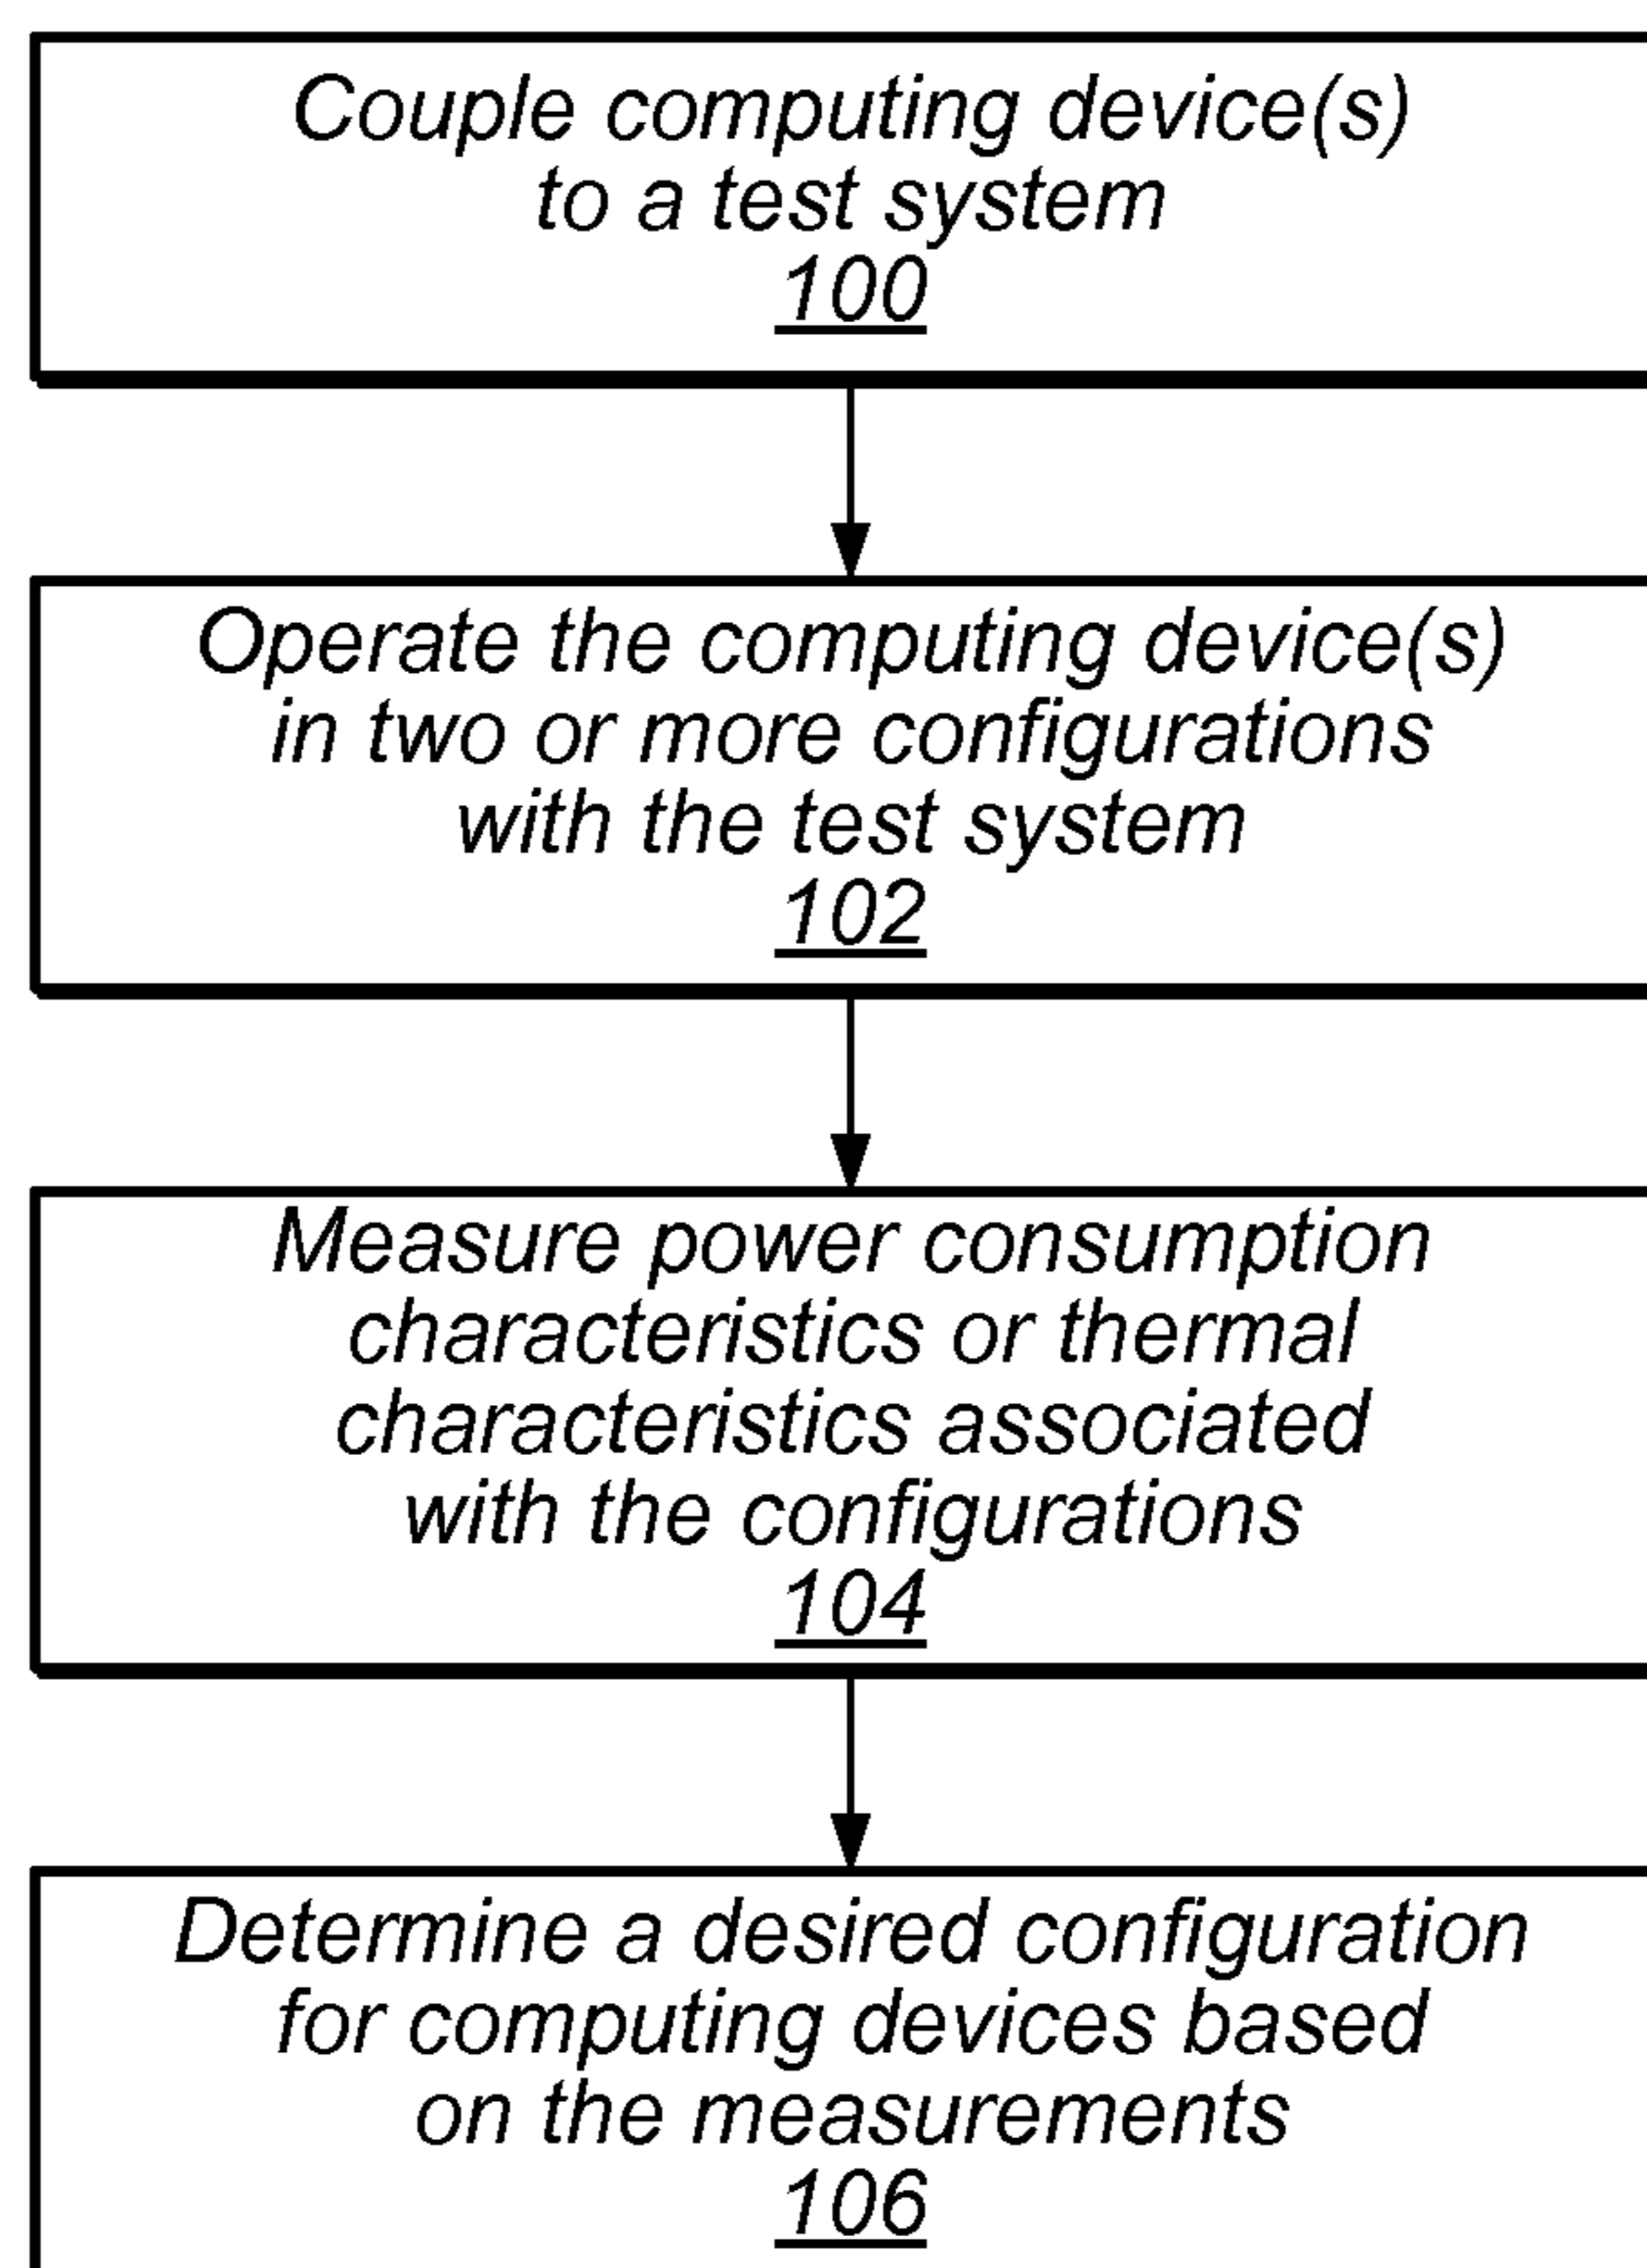 Couple computing device(s)
to a test system
100
Operate the computing device(s)
in two or more configurations
with the test system
102
Measure power consumption
characteristics or thermal
characteristics associated
with the configurations
104
Determine a desired configuration
for computing devices based
on the measurements
106